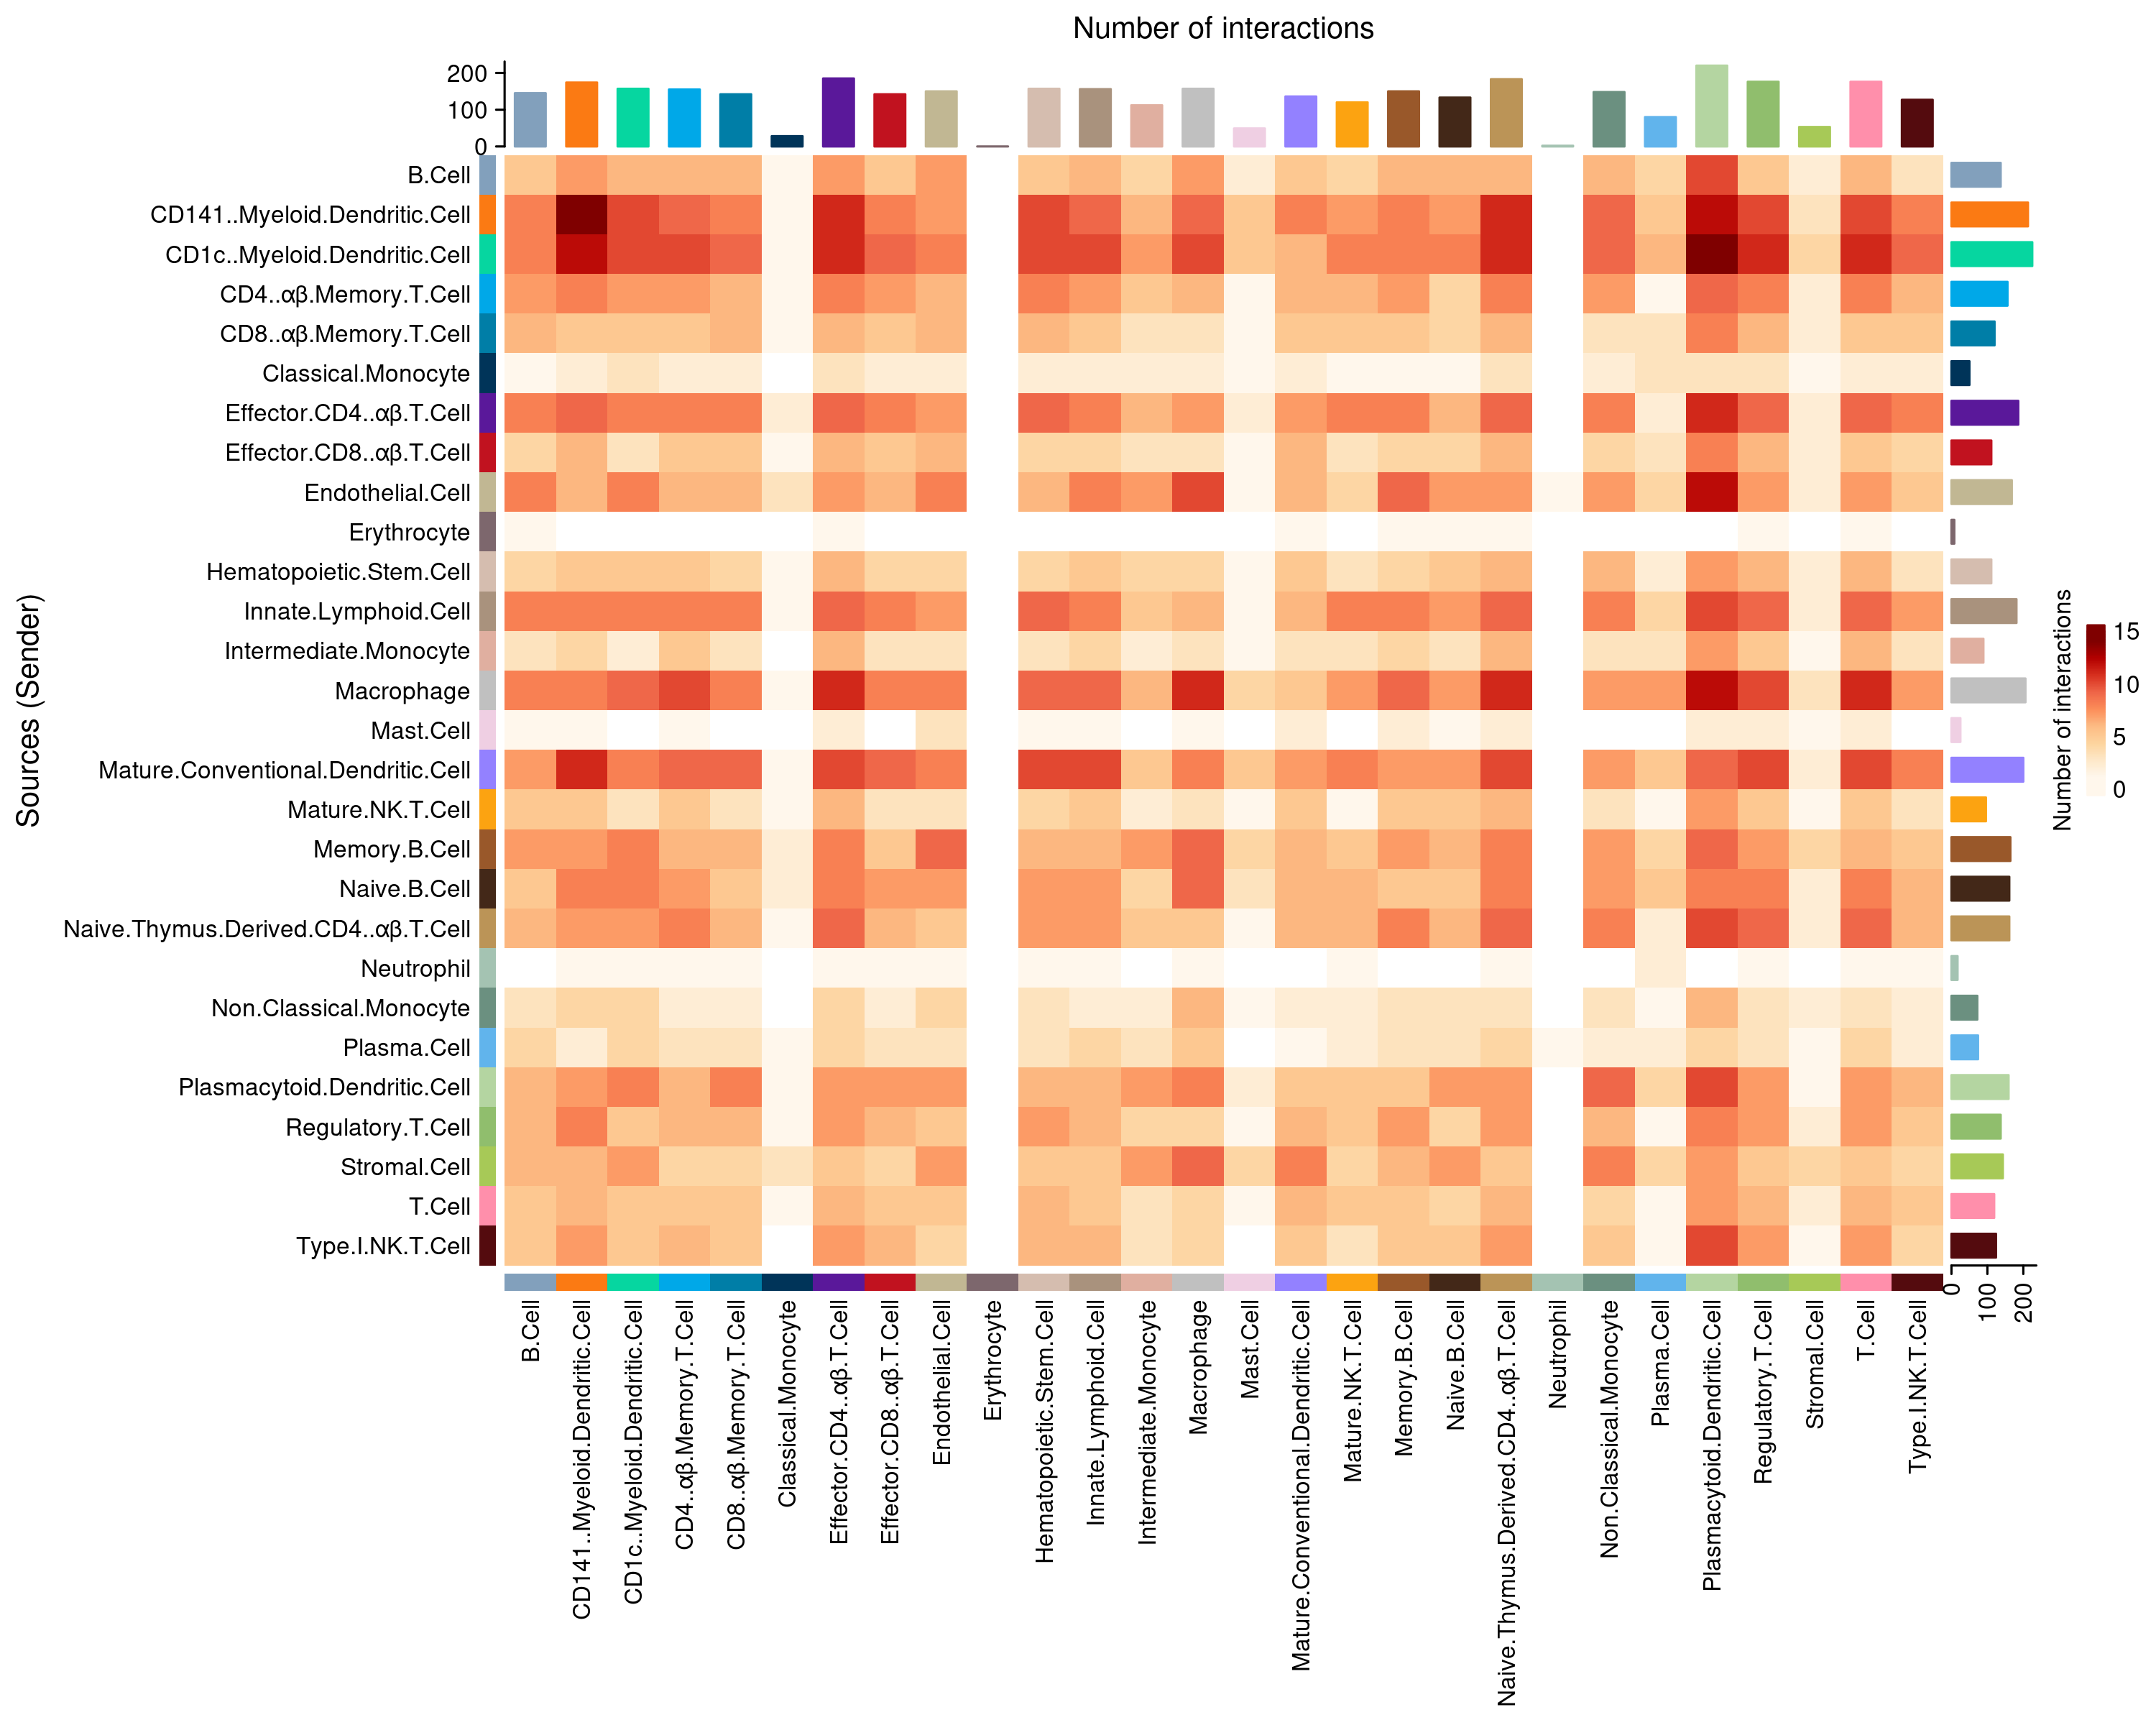 Number of interactions
200
100
0
Sources (Sender)
B.Cell
CD141..Myeloid.Dendritic.Cell
CD1c..Myeloid.Dendritic.Cell
CD4..αβ.Memory.T.Cell
CD8..αβ.Memory.T.Cell
Classical.Monocyte
Effector.CD4..αβ.T.Cell
Effector.CD8..αβ.T.Cell
Endothelial.Cell
Erythrocyte
Hematopoietic.Stem.Cell
Innate.Lymphoid.Cell
Intermediate.Monocyte
Macrophage
Mast.Cell
Mature.Conventional.Dendritic.Cell
Mature.NK.T.Cell
Memory.B.Cell
Naive.B.Cell
Naive.Thymus.Derived.CD4..αβ.T.Cell
Neutrophil
Non.Classical.Monocyte
Plasma.Cell
Plasmacytoid.Dendritic.Cell
Regulatory.T.Cell
Stromal.Cell
T.Cell
Type.I.NK.T.Cell
B.Cell
CD141..Myeloid.Dendritic.Cell
CD1c..Myeloid.Dendritic.Cell
CD4..αβ.Memory.T.Cell
CD8..αβ.Memory.T.Cell
Classical.Monocyte
Effector.CD4..αβ.T.Cell
Effector.CD8..αβ.T.Cell
Endothelial.Cell
Erythrocyte
Hematopoietic.Stem.Cell
Innate.Lymphoid.Cell
Intermediate.Monocyte
Macrophage
Mast.Cell
Mature.Conventional.Dendritic.Cell
Mature.NK.T.Cell
Memory.B.Cell
Naive.B.Cell
Naive.Thymus.Derived.CD4..αβ.T.Cell
Neutrophil
Non.Classical.Monocyte
Plasma.Cell
Plasmacytoid.Dendritic.Cell
Regulatory.T.Cell
Stromal.Cell
T.Cell
Type.I.NK.T.Cell
0
100
200
Number of interactions
15
10
5
0